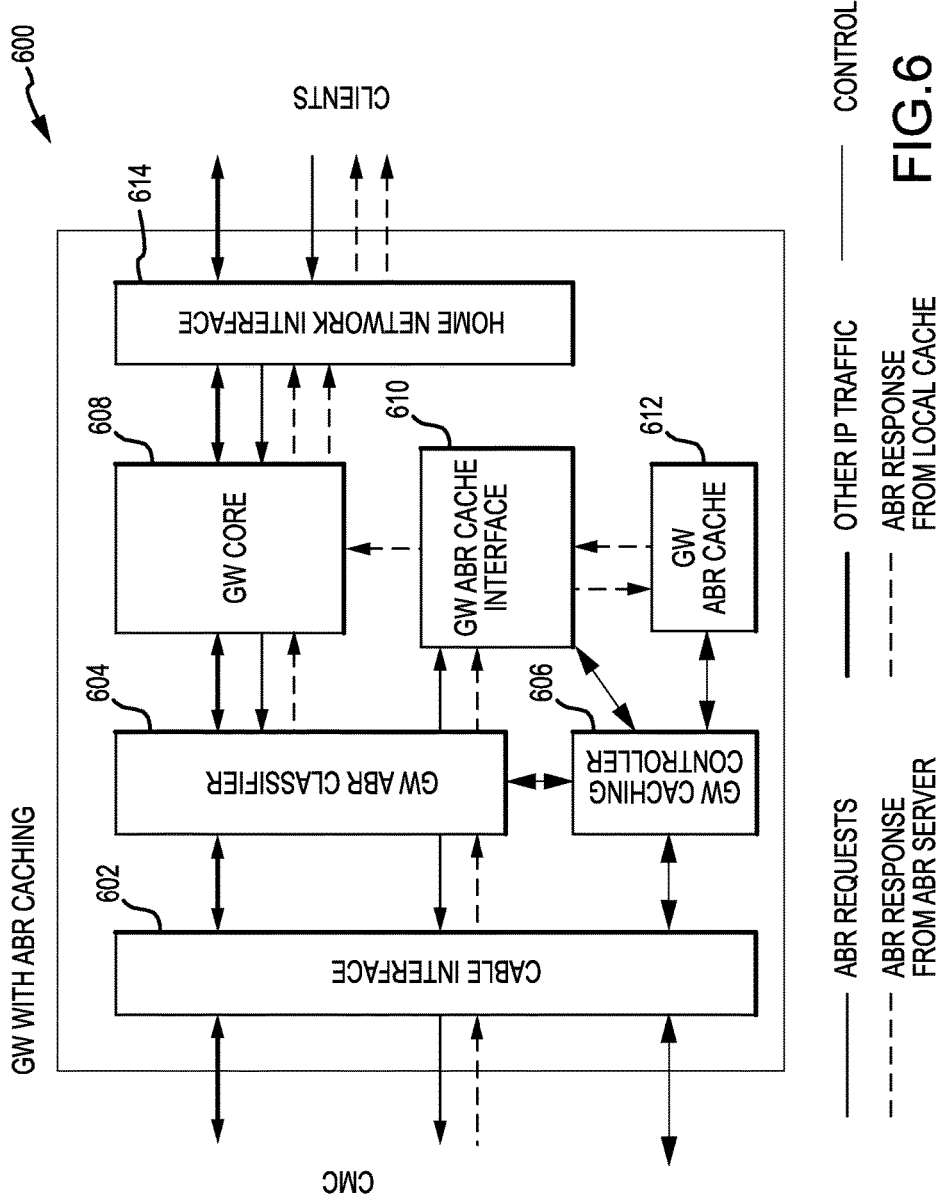 GW WITH ABR CACHING
600
CMC
602
CABLE INTERFACE
604
GW ABR CLASSIFIER
606
GW CACHING
CONTROLLER
608
GW CORE
610
GW ABR CACHE
INTERFACE
612
GW
ABR CACHE
614
HOME NETWORK INTERFACE
CLIENTS
ABR REQUESTS
OTHER IP TRAFFIC
CONTROL
ABR RESPONSE
FROM ABR SERVER
ABR RESPONSE
FROM LOCAL CACHE
FIG.6